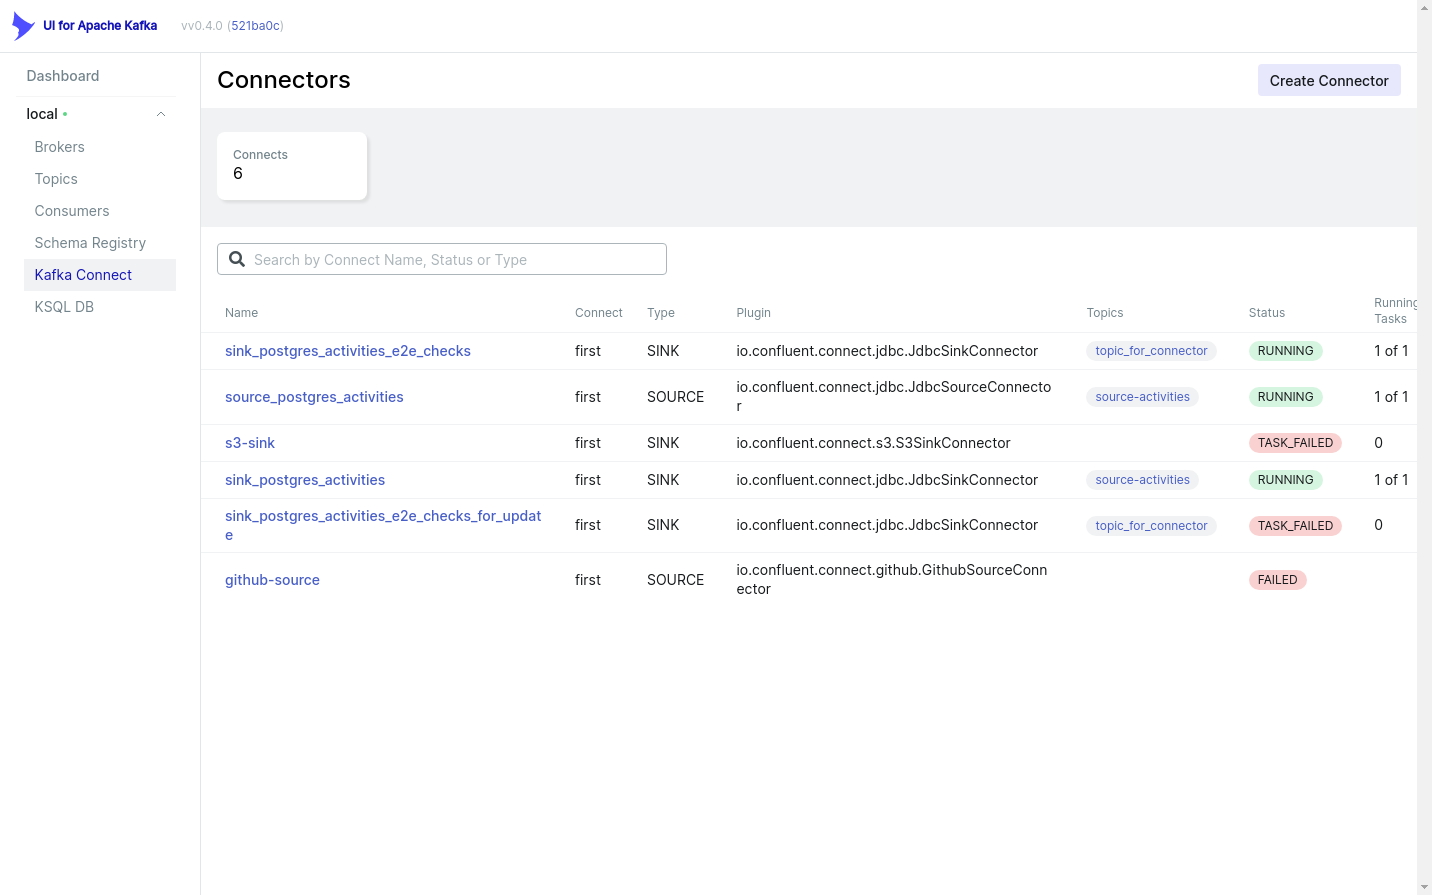 UI for Apache Kafka vv0.4.0 (521ba0c)
Dashboard
local
Brokers
Topics
Consumers
Schema Registry
Kafka Connect
KSQL DB
Connectors
Create Connector
Connects
6
Search by Connect Name, Status or Type
Name Connect Type Plugin Topics Status Running
Tasks
sink_postgres_activities_e2e_checks first SINK io.confluent.connect.jdbc.JdbcSinkConnector topic_for_connector RUNNING 1 of 1
source_postgres_activities first SOURCE io.confluent.connect.jdbc.JdbcSourceConnecto
r source-activities RUNNING 1 of 1
s3-sink first SINK io.confluent.connect.s3.S3SinkConnector TASK_FAILED 0
sink_postgres_activities first SINK io.confluent.connect.jdbc.JdbcSinkConnector source-activities RUNNING 1 of 1
sink_postgres_activities_e2e_checks_for_updat
e first SINK io.confluent.connect.jdbc.JdbcSinkConnector topic_for_connector TASK_FAILED 0
github-source first SOURCE io.confluent.connect.github.GithubSourceConn
ector FAILED